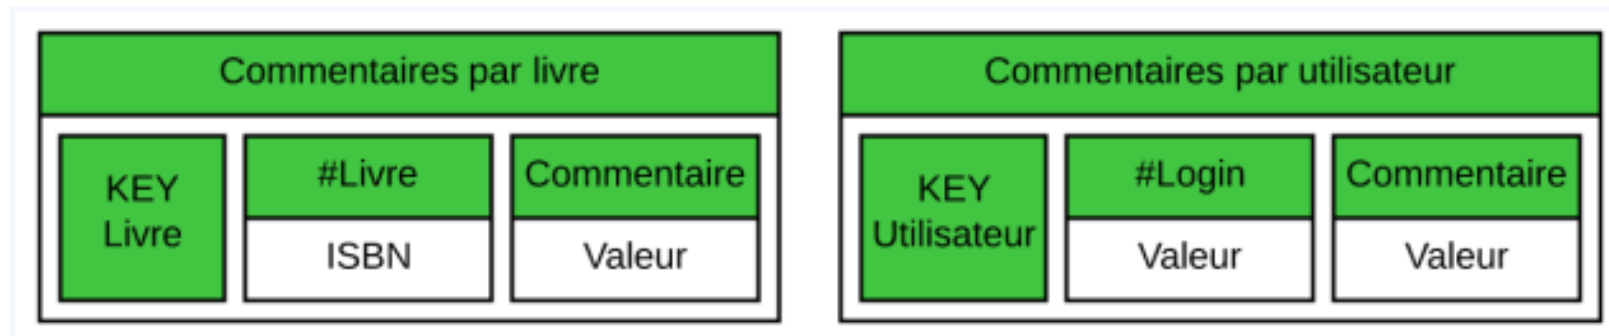 Commentaires par livre
KEY
Livre
#Livre
ISBN
Commentaire
Valeur
Commentaires par utilisateur
KEY
Utilisateur
#Login
Valeur
Commentaire
Valeur